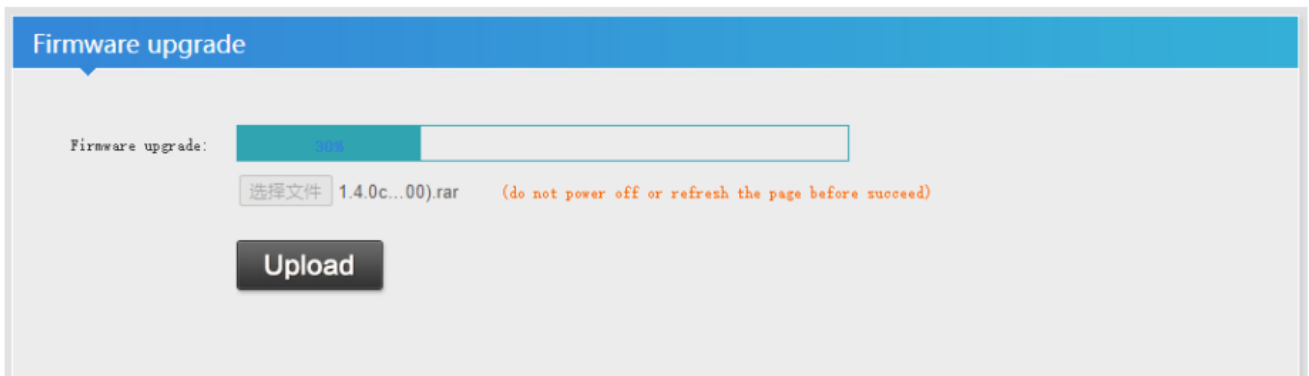 Firmware upgrade
Firmware upgrade:
30%
选择文件 1.4.0c...00).rar (do not power off or refresh the page before succeed)
Upload